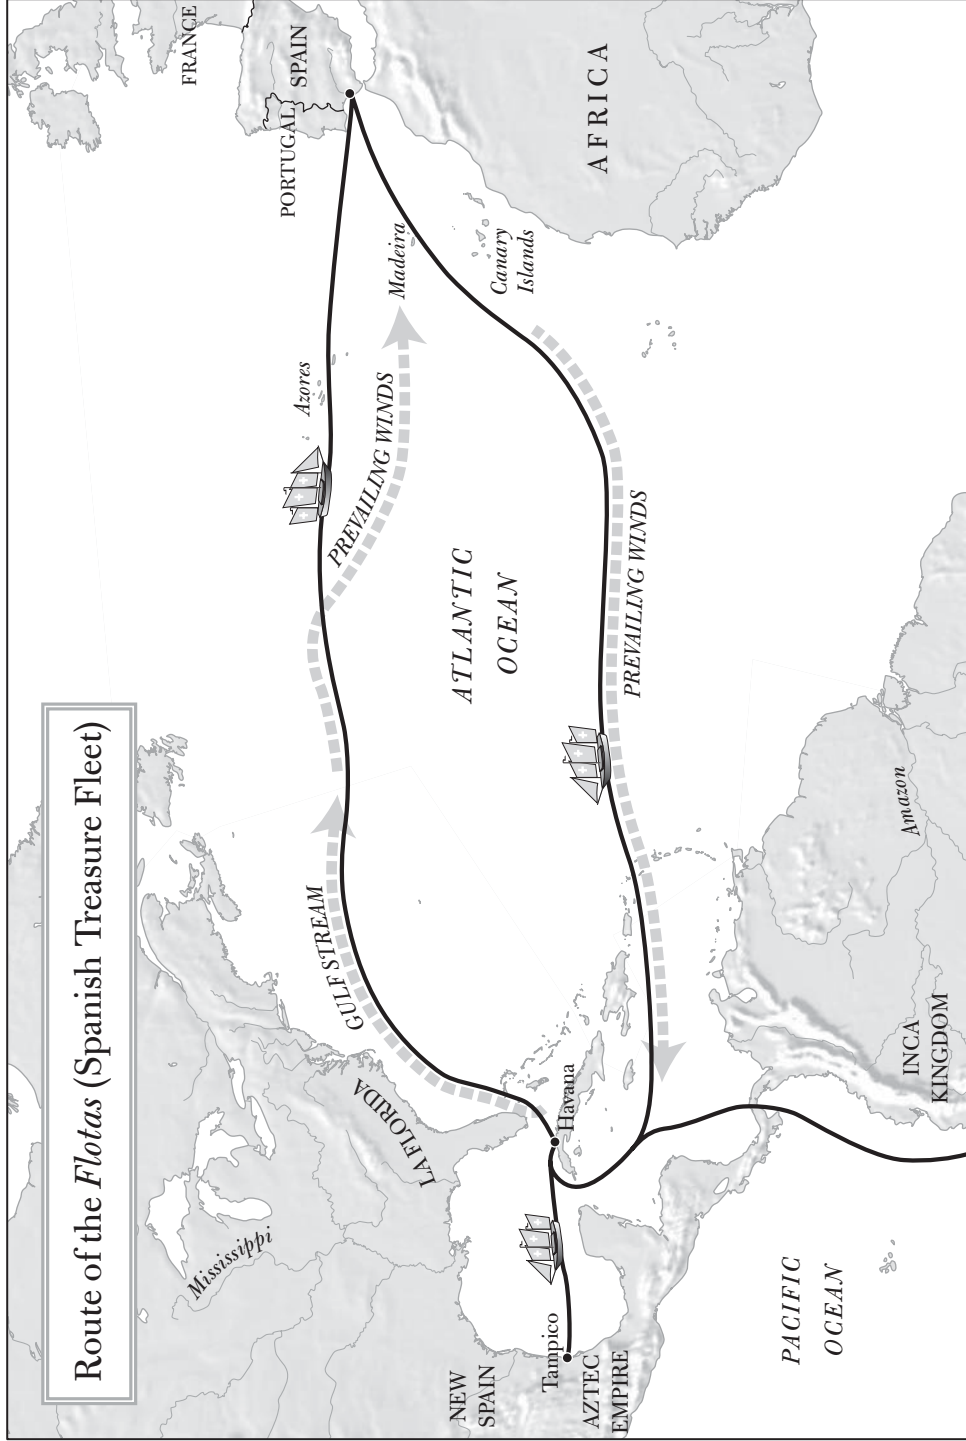 Route of the Flotas (Spanish Treasure Fleet)
FRANCE
SPAIN
PORTUGAL
AFRICA
Madeira
Canary
Islands
Azores
PREVAILING WINDS
ATLANTIC
OCEAN
PREVAILING WINDS
GULF STREAM
LA FLORIDA
Mississippi
Havana
Tampico
NEW
SPAIN
AZTEC
EMPIRE
PACIFIC
OCEAN
INCA
KINGDOM
Amazon